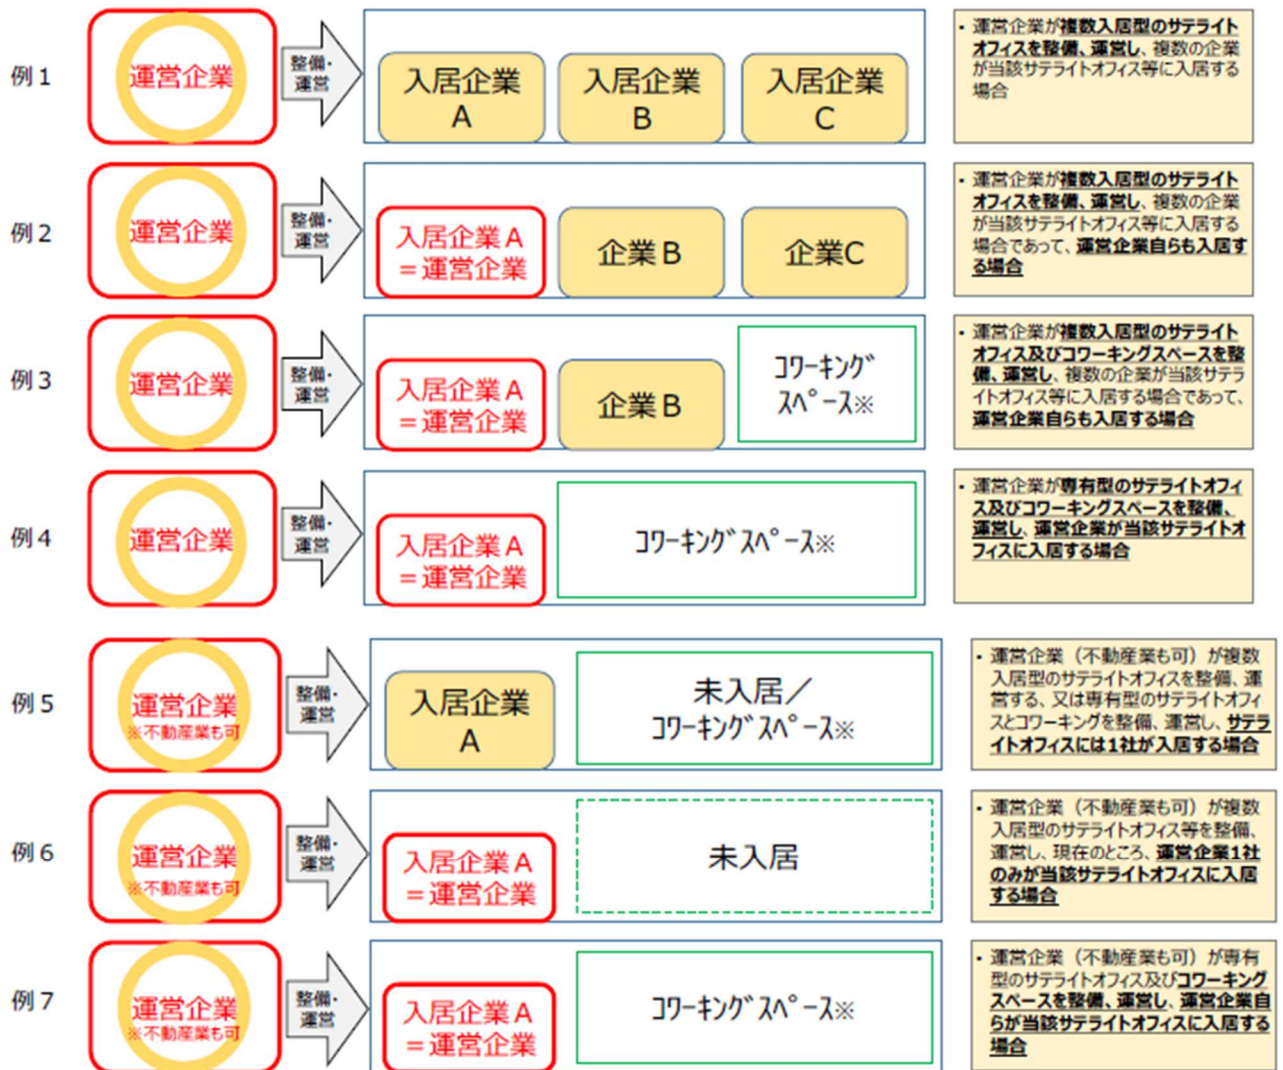 例１
運営企業
整備・
運営
入居企業
A
入居企業
B
入居企業
C
・運営企業が複数入居型のサテライト
オフィスを整備、運営し、複数の企業
が当該サテライトオフィス等に入居する
場合
例２
運営企業
整備・
運営
入居企業Ａ
＝運営企業
企業Ｂ
企業C
・運営企業が複数入居型のサテライト
オフィスを整備、運営し、複数の企業
が当該サテライトオフィス等に入居する
場合であって、運営企業自らも入居す
る場合
例３
運営企業
整備・
運営
入居企業Ａ
＝運営企業
企業Ｂ
ｺﾜｰｷﾝｸﾞ
ｽﾍﾟｰｽ※
・運営企業が複数入居型のサテライト
オフィス及びコワーキングスペースを整
備、運営し、複数の企業が当該サテラ
イトオフィス等に入居する場合であって、
運営企業自らも入居する場合
例４
運営企業
整備・
運営
入居企業Ａ
＝運営企業
ｺﾜｰｷﾝｸﾞｽﾍﾟｰｽ※
・運営企業が専有型のサテライトオフィ
ス及びコワーキングスペースを整備、
運営し、運営企業が当該サテライトオ
フィスに入居する場合
例５
運営企業
※不動産業も可
整備・
運営
入居企業
A
未入居／
ｺﾜｰｷﾝｸﾞｽﾍﾟｰｽ※
・運営企業（不動産業も可）が複数
入居型のサテライトオフィスを整備、運
営する、又は専有型のサテライトオフィ
スとコワーキングを整備、運営し、サテラ
イトオフィスには1社が入居する場合
例６
運営企業
※不動産業も可
整備・
運営
入居企業Ａ
＝運営企業
未入居
・運営企業（不動産業も可）が複数
入居型のサテライトオフィス等を整備、
運営し、現在のところ、運営企業1社
のみが当該サテライトオフィスに入居
する場合
例７
運営企業
※不動産業も可
整備・
運営
入居企業Ａ
＝運営企業
ｺﾜｰｷﾝｸﾞｽﾍﾟｰｽ※
・運営企業（不動産業も可）が専有
型のサテライトオフィス及びコワーキング
スペースを整備、運営し、運営企業自
らが当該サテライトオフィスに入居する
場合